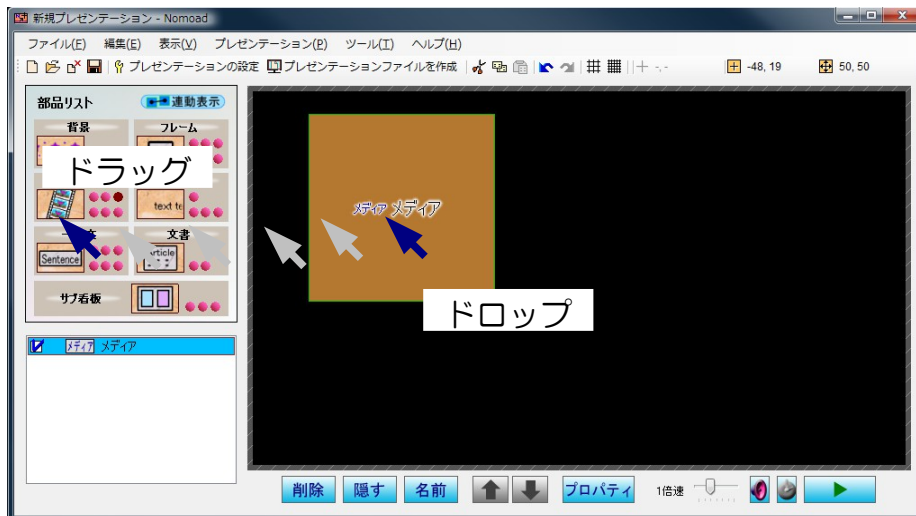 新規プレゼンテーション - Nomoad
ファイル(F) 編集(E) 表示(V) プレゼンテーション(P) ツール(T) ヘルプ(H)
プレゼンテーションの設定 プレゼンテーションファイルを作成 -,- -48, 19 50, 50
部品リスト 連動表示
背景 フレーム
ドラッグ
text te
文書
Sentence
サブ看板
メディア メディア
ドロップ
メディア メディア
削除 隠す 名前 プロパティ 1倍速